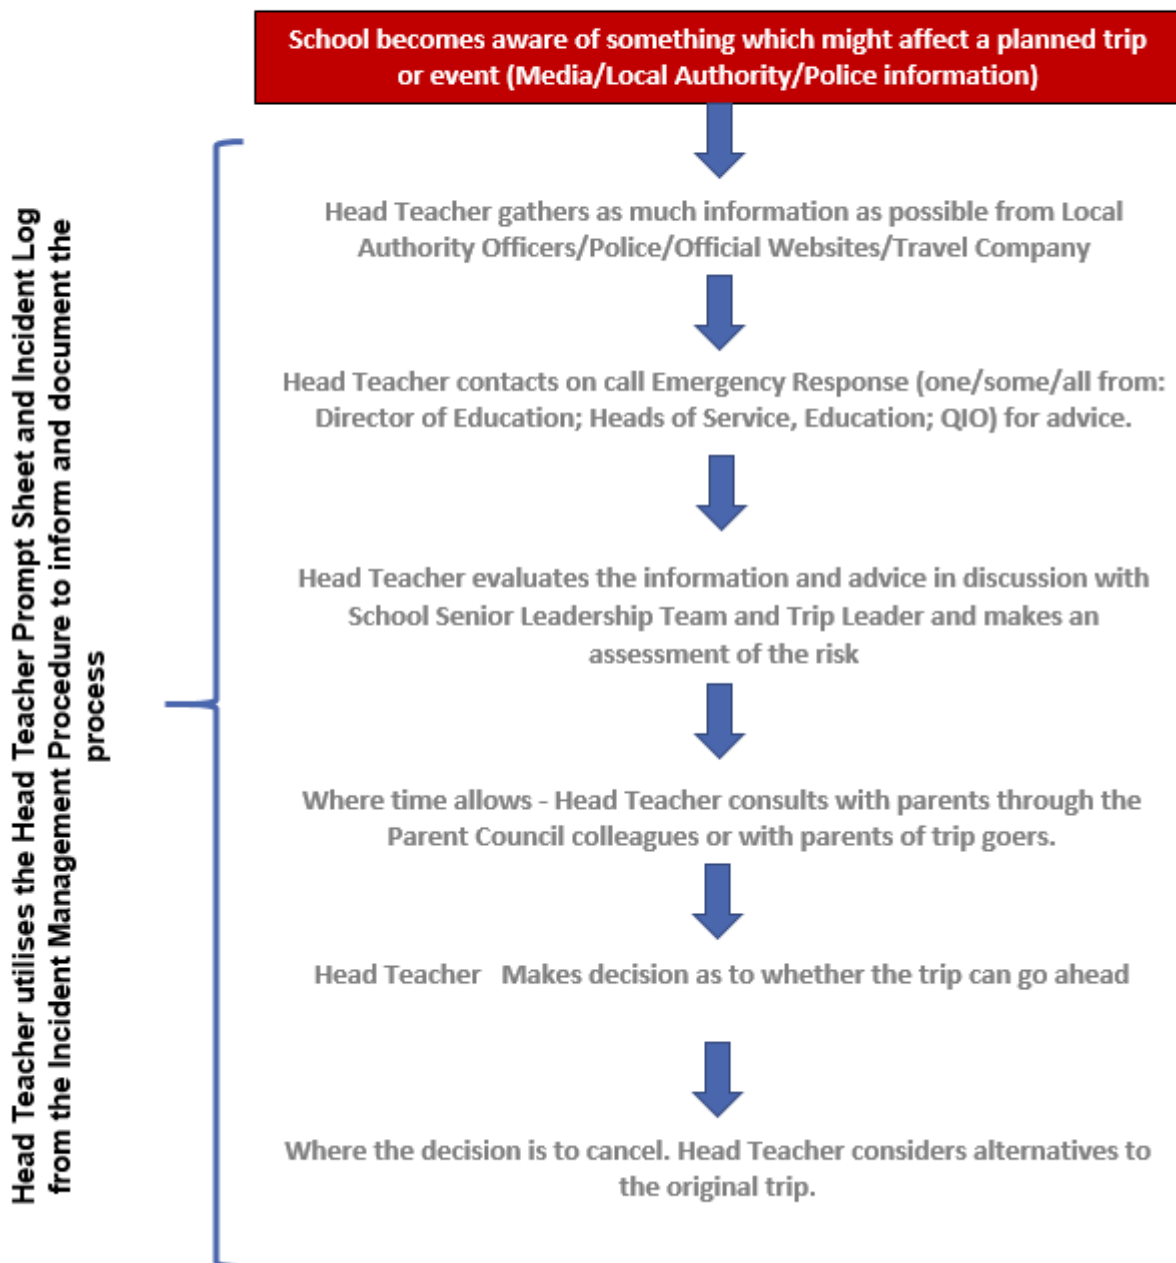 School becomes aware of something which might affect a planned trip
or event (Media/Local Authority/Police information)
Head Teacher utilises the Head Teacher Prompt Sheet and Incident Log
from the Incident Management Procedure to inform and document the
process
Head Teacher gathers as much information as possible from Local
Authority Officers/Police/Official Websites/Travel Company
Head Teacher contacts on call Emergency Response (one/some/all from:
Director of Education; Heads of Service, Education; QIO) for advice.
Head Teacher evaluates the information and advice in discussion with
School Senior Leadership Team and Trip Leader and makes an
assessment of the risk
Where time allows - Head Teacher consults with parents through the
Parent Council colleagues or with parents of trip goers.
Head Teacher   Makes decision as to whether the trip can go ahead
Where the decision is to cancel. Head Teacher considers alternatives to
the original trip.